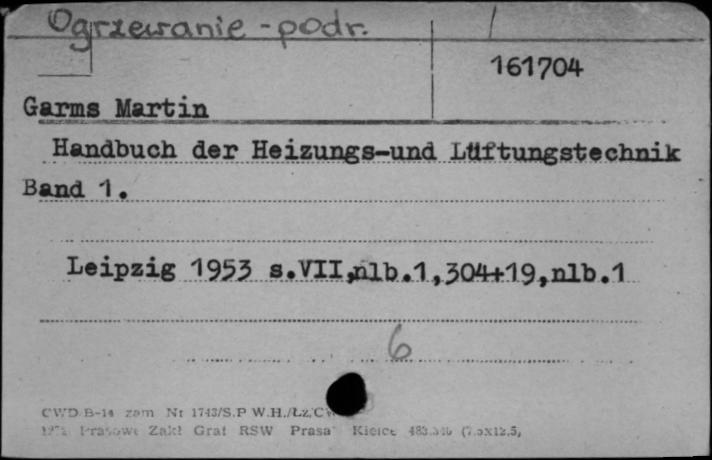 Ogrzewanie - podr.
161704
Garms Martin
Handbuch der Heizungs-und Lüftungstechnik
Band 1.
Leipzig 1953 s.VII,nlb.1,304+19,nlb.1
6
CWD B-14 zam Nr 1743/S.P W.H./Łz.
Prasowe Zakł Graf RSW Prasa Kielce